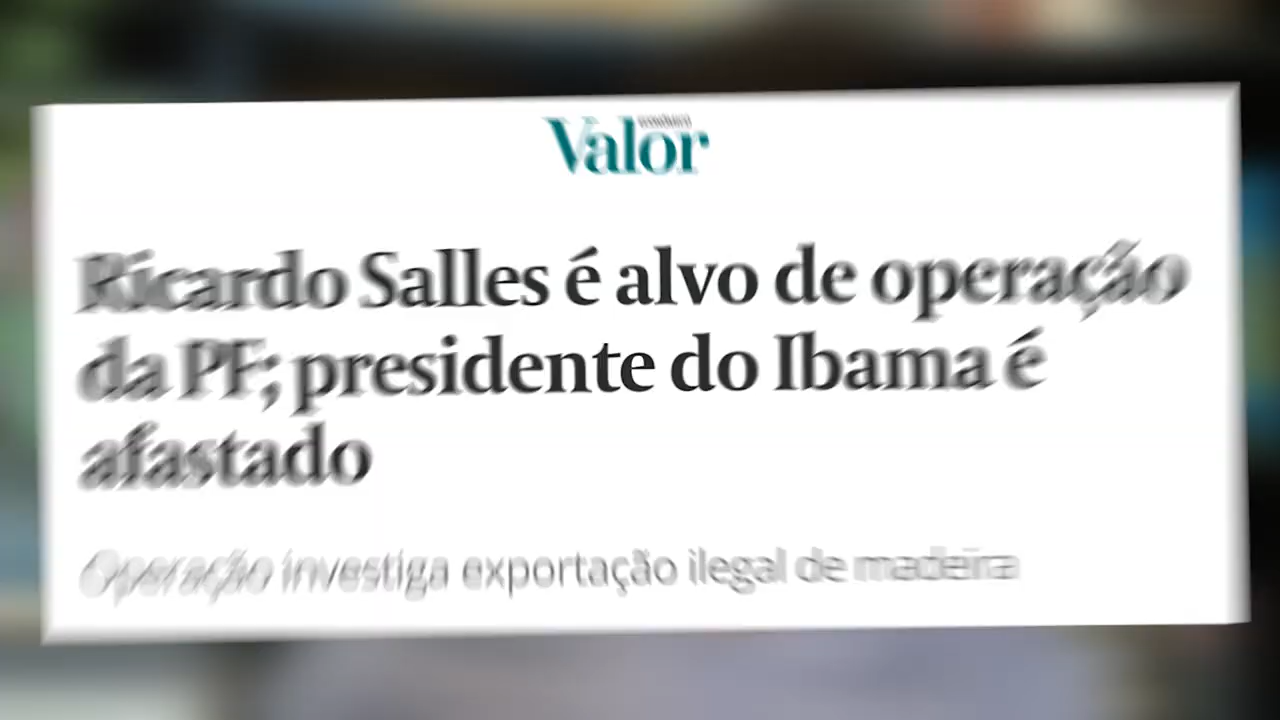 Valor
Ricardo Salles é alvo de operação
da PF; presidente do Ibama é
afastado
Operação investiga exportação ilegal de madeira